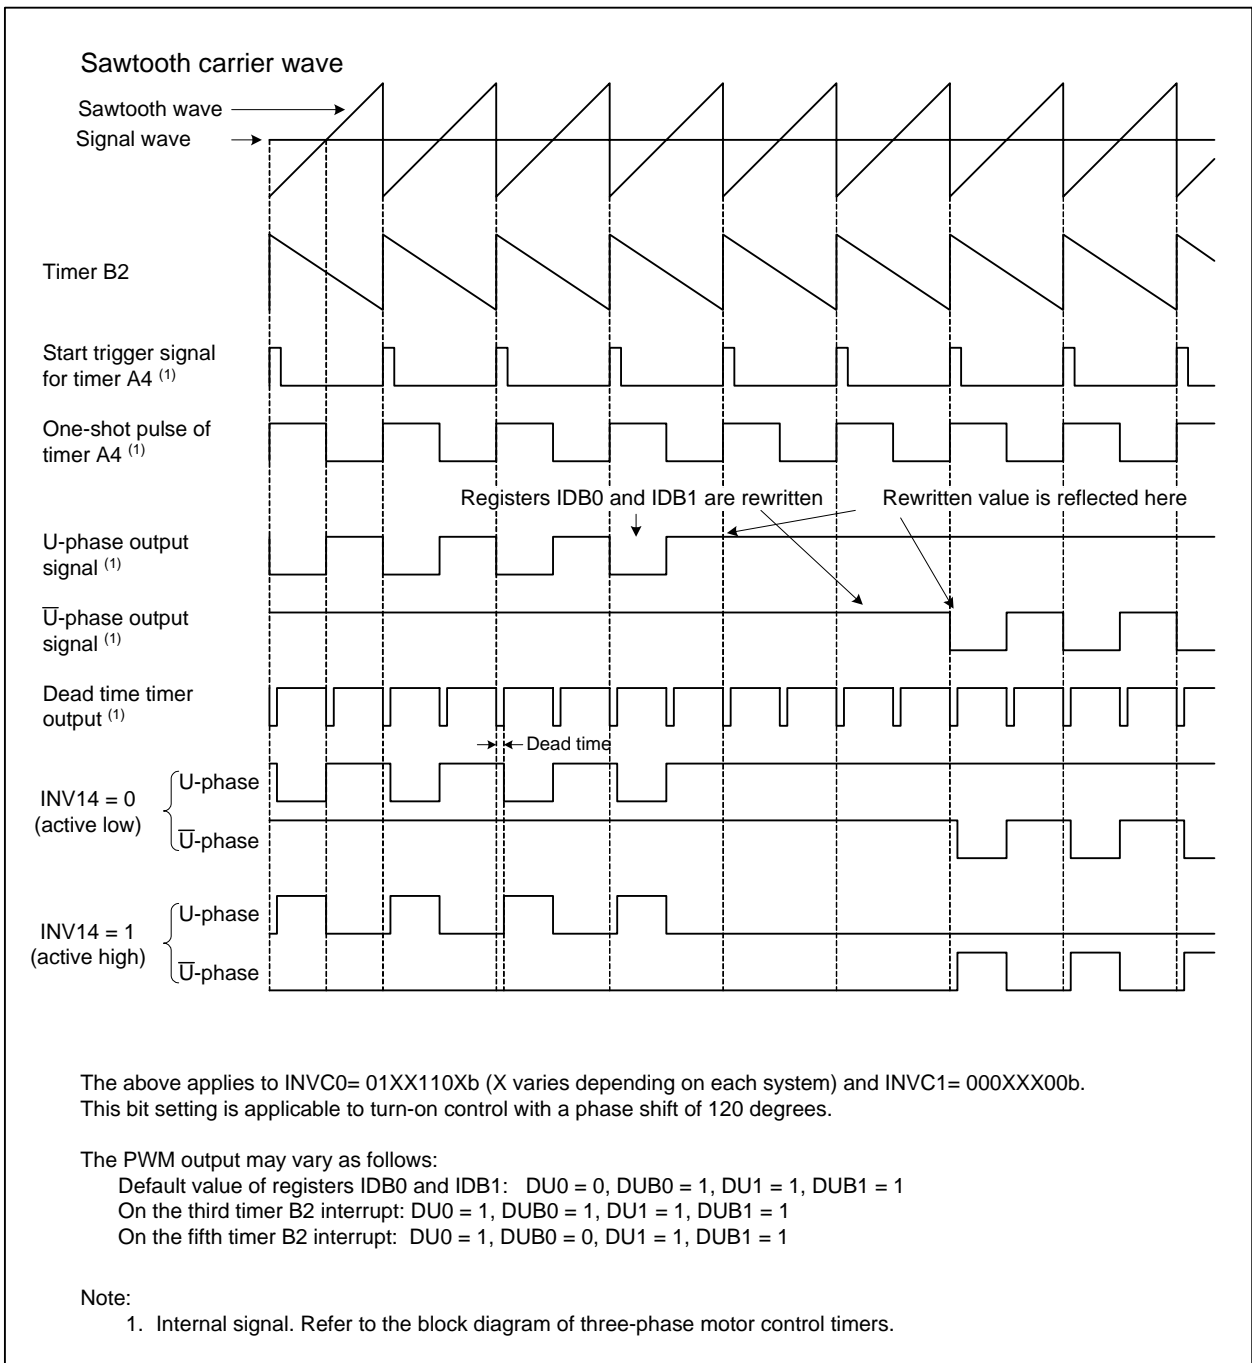 Sawtooth carrier wave
Sawtooth wave
Signal wave
Timer B2
Start trigger signal
for timer A4 (1)
One-shot pulse of
timer A4 (1)
Registers IDB0 and IDB1 are rewritten
Rewritten value is reflected here
U-phase output
signal (1)
U̅-phase output
signal (1)
Dead time timer
output (1)
Dead time
INV14 = 0
(active low)
U-phase
U̅-phase
INV14 = 1
(active high)
U-phase
U̅-phase
The above applies to INVC0= 01XX110Xb (X varies depending on each system) and INVC1= 000XXX00b.
This bit setting is applicable to turn-on control with a phase shift of 120 degrees.
The PWM output may vary as follows:
Default value of registers IDB0 and IDB1: DU0 = 0, DUB0 = 1, DU1 = 1, DUB1 = 1
On the third timer B2 interrupt: DU0 = 1, DUB0 = 1, DU1 = 1, DUB1 = 1
On the fifth timer B2 interrupt: DU0 = 1, DUB0 = 0, DU1 = 1, DUB1 = 1
Note:
1. Internal signal. Refer to the block diagram of three-phase motor control timers.